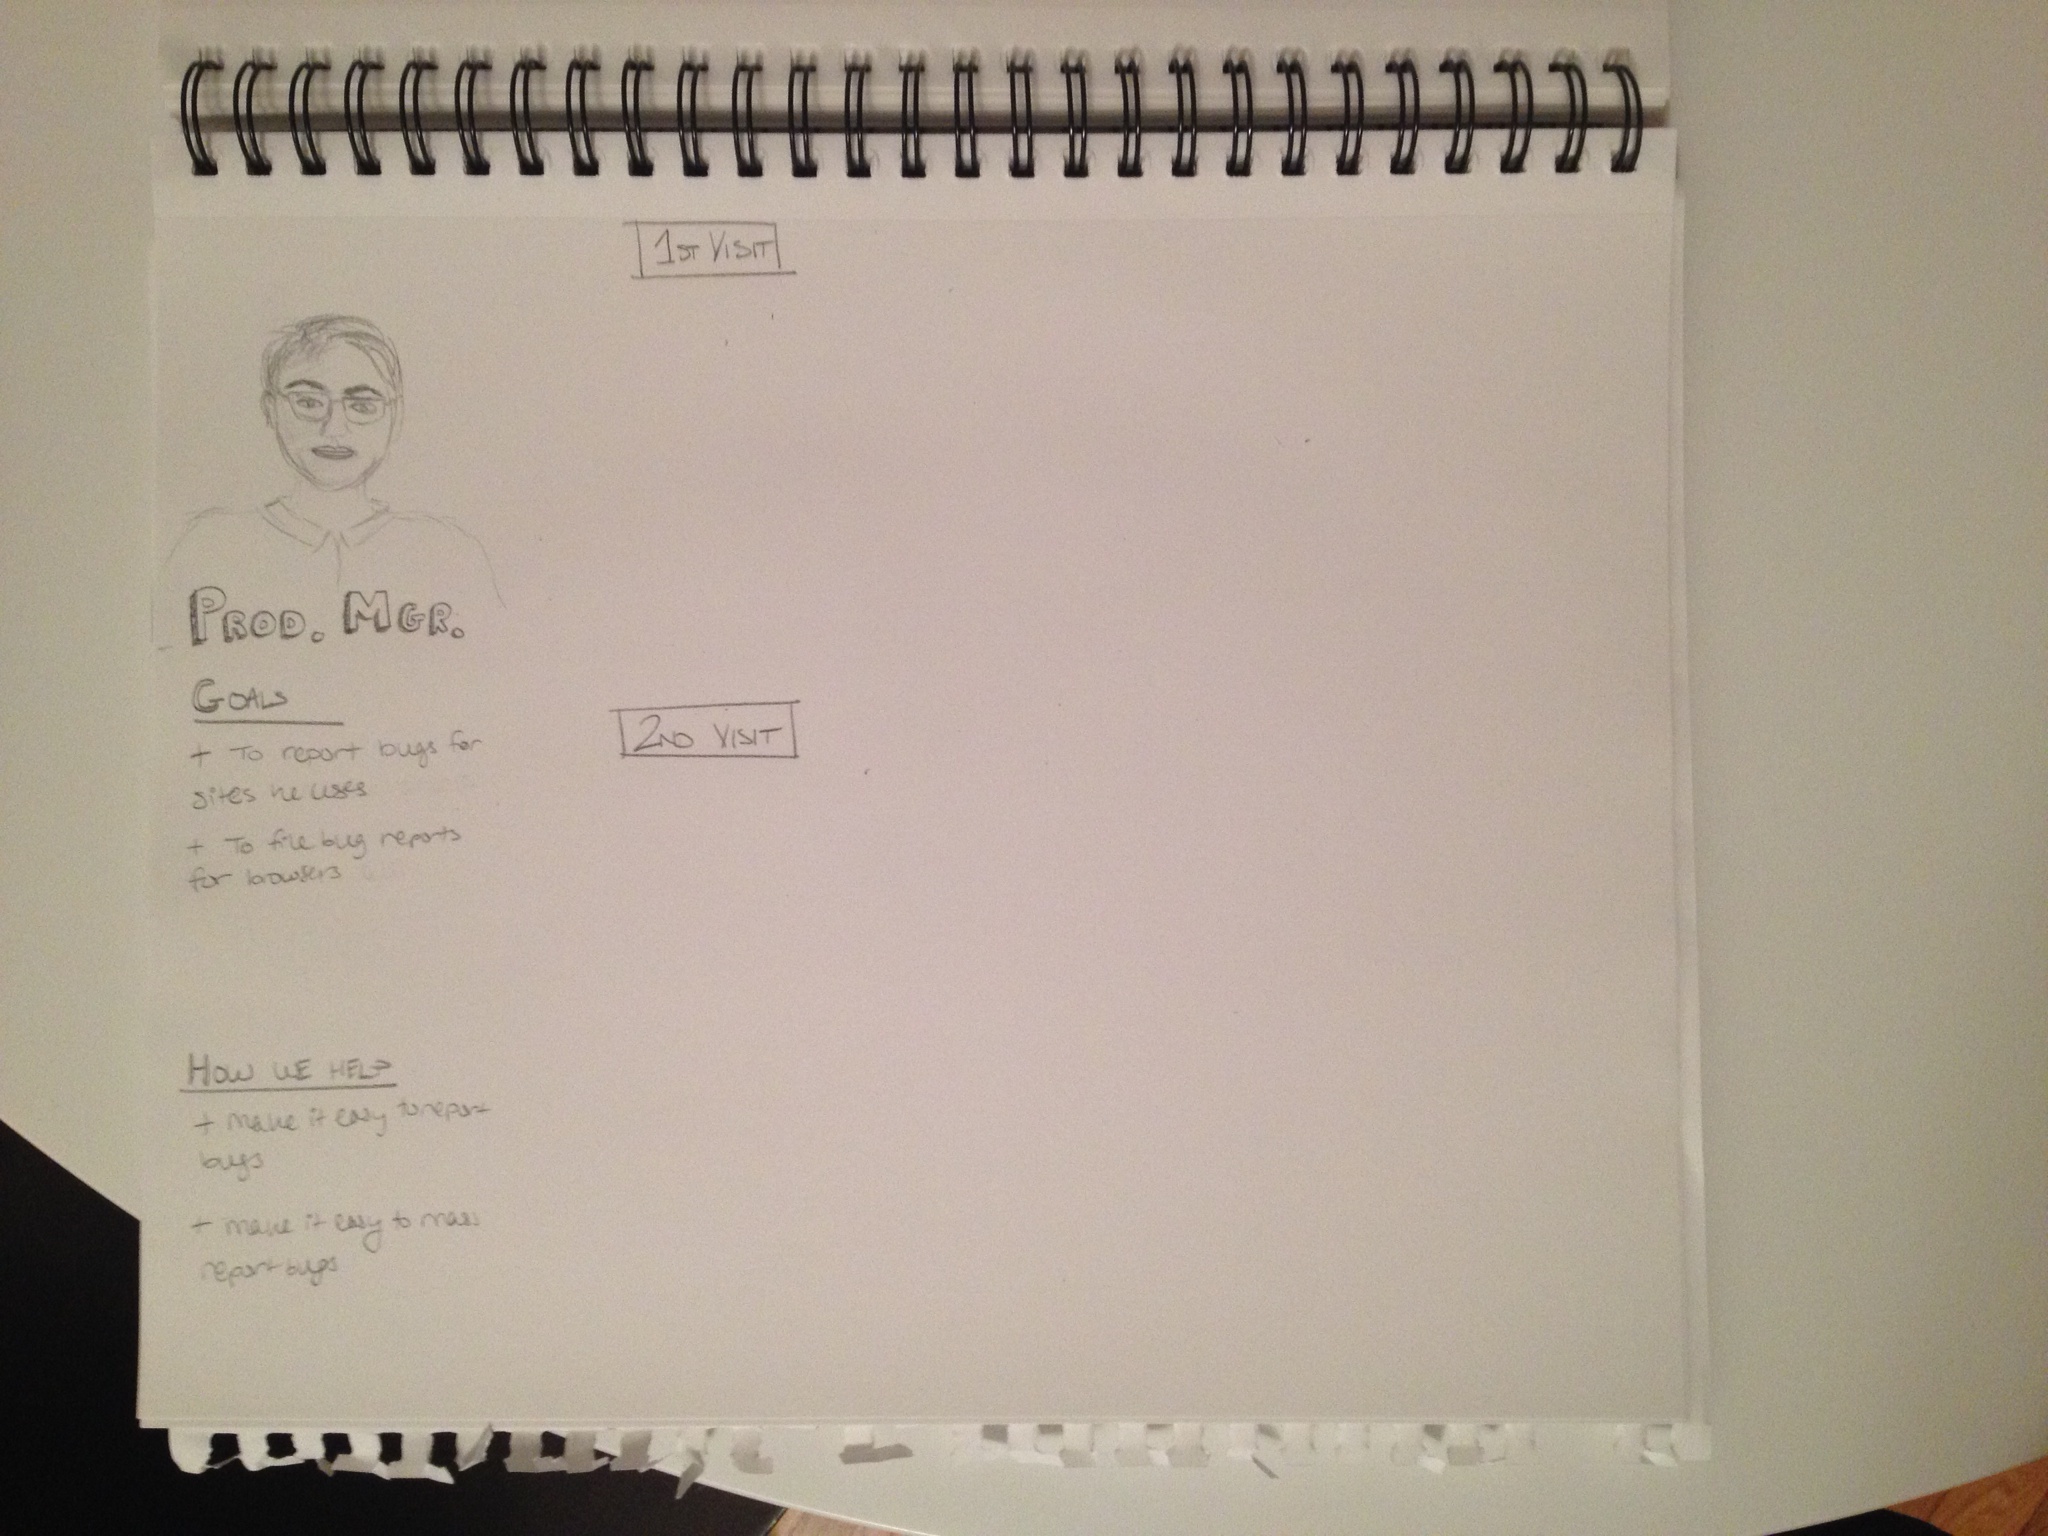 1ST VISIT
PROD. MGR.
GOALS
+ To report bugs for
sites he uses
+ To file bug reports
for browsers
2ND VISIT
HOW WE HELP
+ make it easy to report
bugs
+ make it easy to mass
report bugs